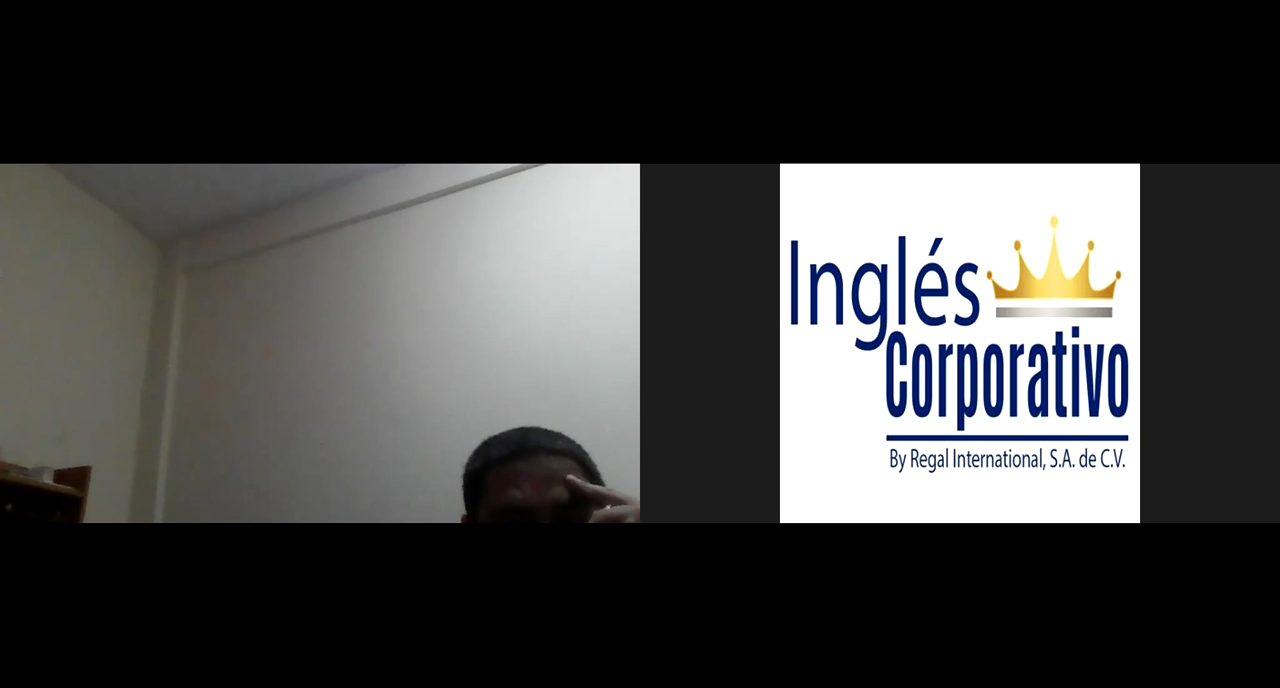 Inglés
Corporativo
By Regal International, S.A. de C.V.